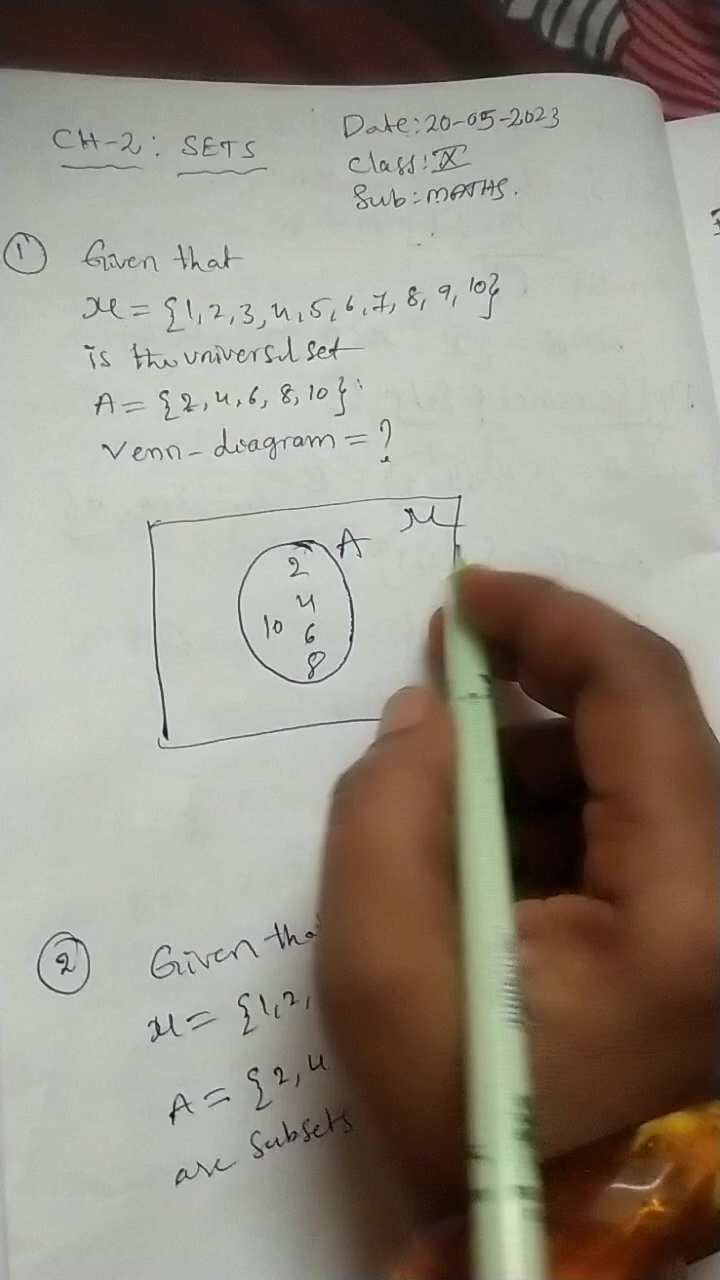 CH-2: SETS
Date: 20-05-2023
Class: X
Sub: MATHS.
① Given that
μ = {1, 2, 3, 4, 5, 6, 7, 8, 9, 10}
is the universal set
A = {2, 4, 6, 8, 10}
Venn-diagram = ?
μ
A
2
4
10 6
8
② Given
μ = {1, 2,
A = {2, 4
are subsets